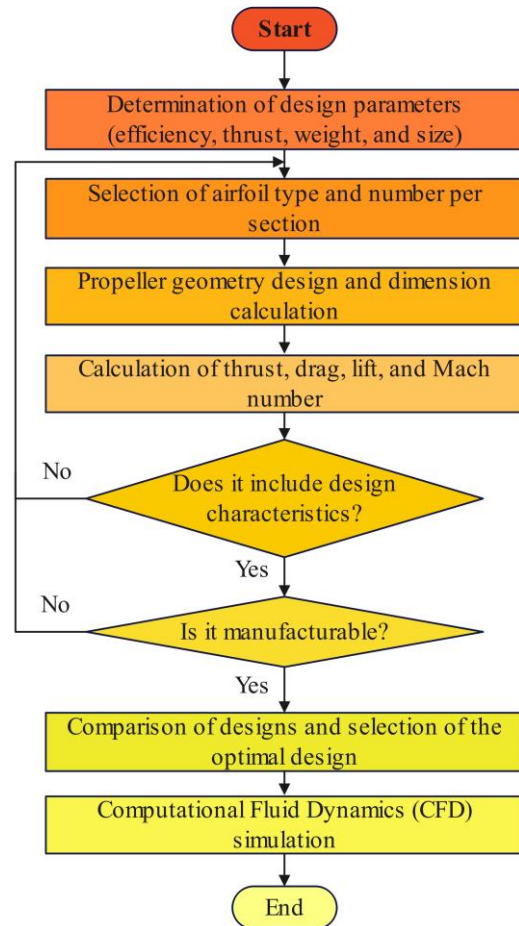 Start
Determination of design parameters
(efficiency, thrust, weight, and size)
Selection of airfoil type and number per
section
Propeller geometry design and dimension
calculation
Calculation of thrust, drag, lift, and Mach
number
No
Does it include design
characteristics?
Yes
No
Is it manufacturable?
Yes
Comparison of designs and selection of the
optimal design
Computational Fluid Dynamics (CFD)
simulation
End